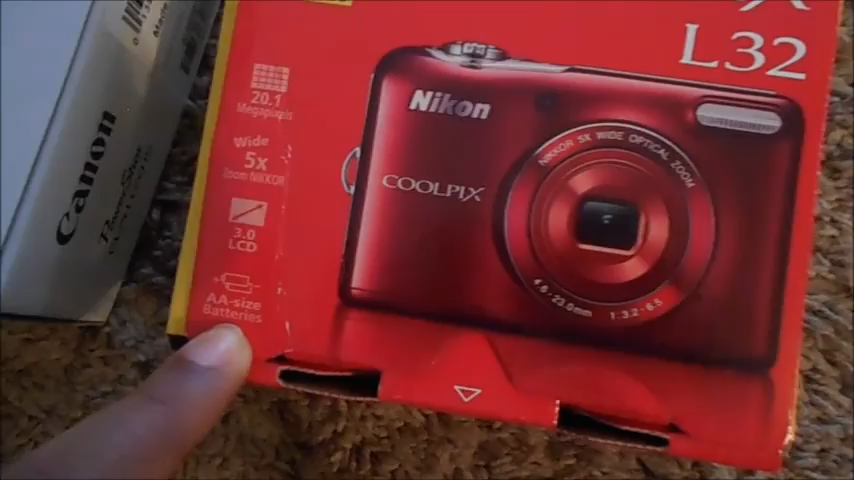 L32
20.1
Megapixels
Wide
5x
Zoom NIKKOR
3.0
LCD
AA-size
Batteries
Nikon
COOLPIX
NIKKOR 5X WIDE OPTICAL ZOOM
4.6-23.0mm 1:3.2-6.5
Canon
PowerShot